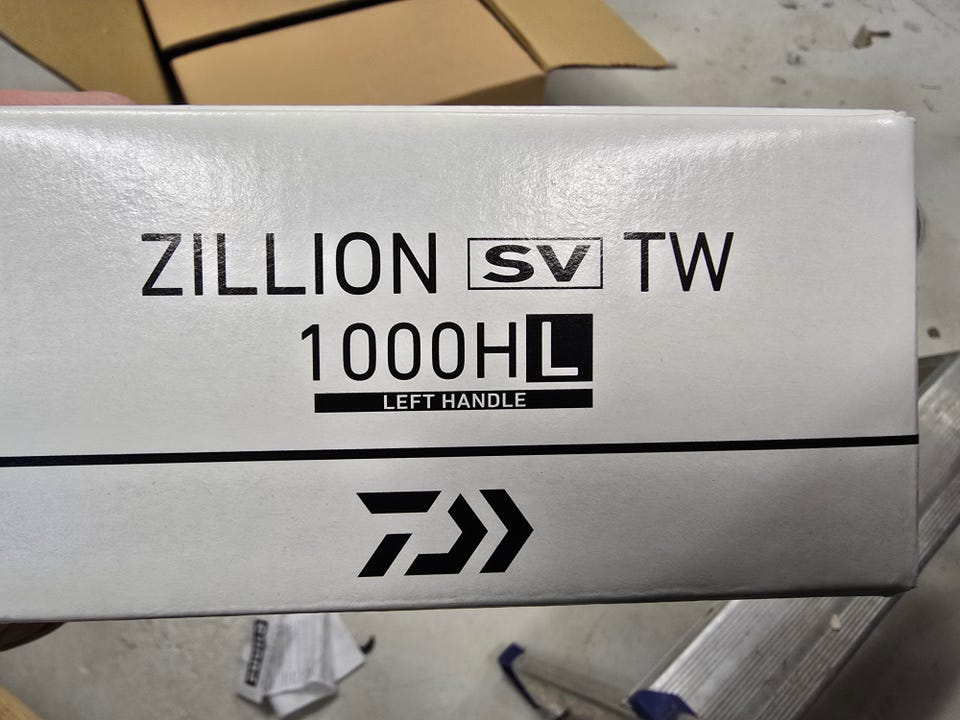 ZILLION SV TW
1000HL
LEFT HANDLE